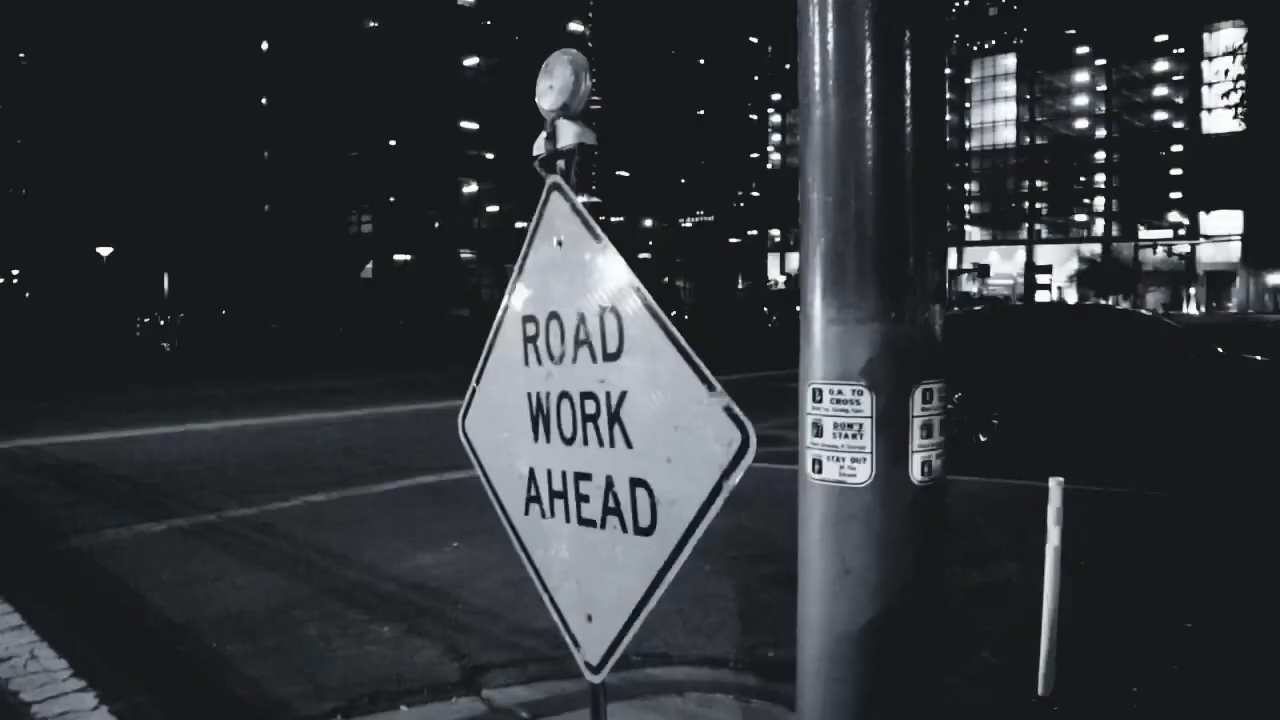 ROAD
WORK
AHEAD
O.K. TO
CROSS
DON'T
START
STAY OUT